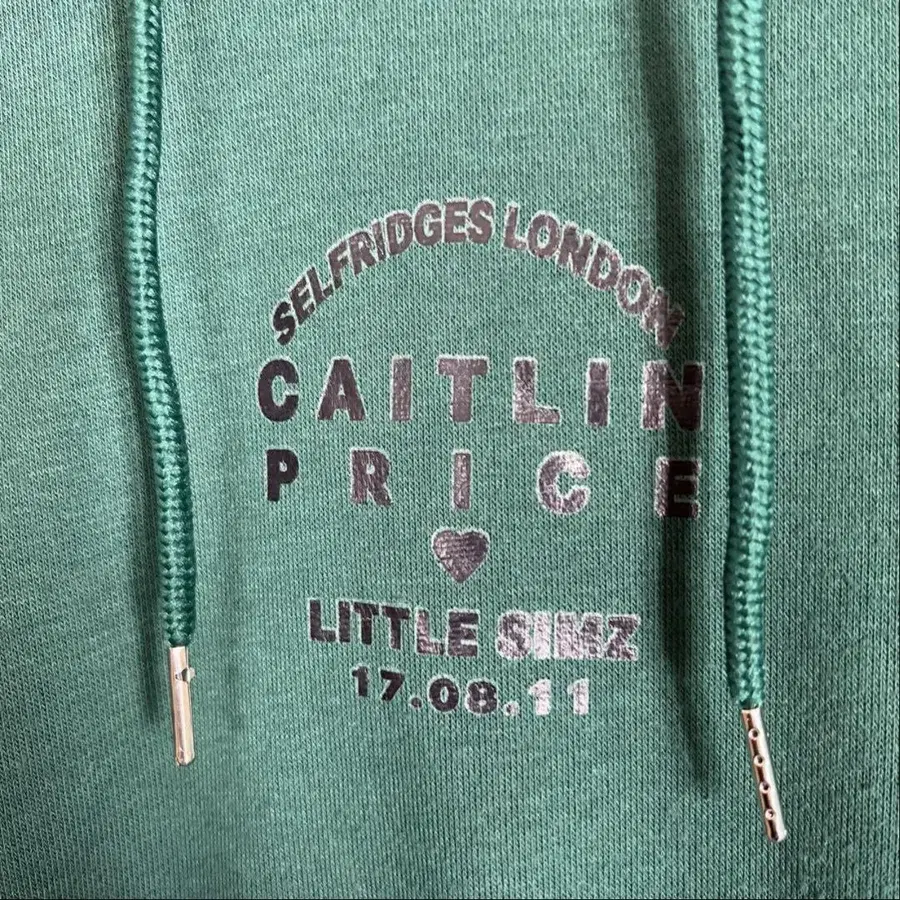 SELFRIDGES LONDON
CAITLIN
PRICE
LITTLE SIMZ
17.08.11